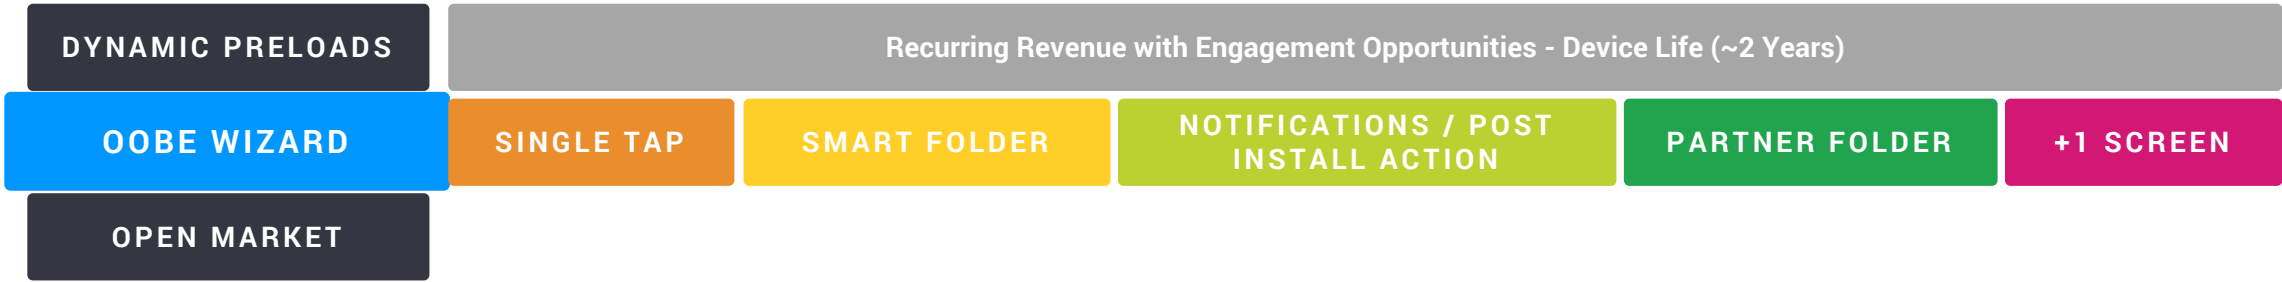 DYNAMIC PRELOADS
Recurring Revenue with Engagement Opportunities - Device Life (~2 Years)
OOBE WIZARD
SINGLE TAP
SMART FOLDER
NOTIFICATIONS / POST
INSTALL ACTION
PARTNER FOLDER
+1 SCREEN
OPEN MARKET